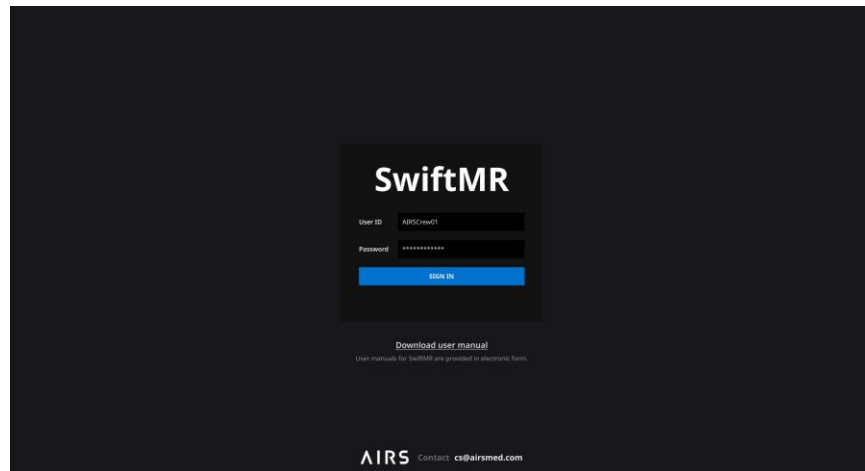 SwiftMR
User ID AIRSCrew01
Password ************
SIGN IN
Download user manual
User manuals for SwiftMR are provided in electronic form.
AIRS Contact cs@airsmed.com